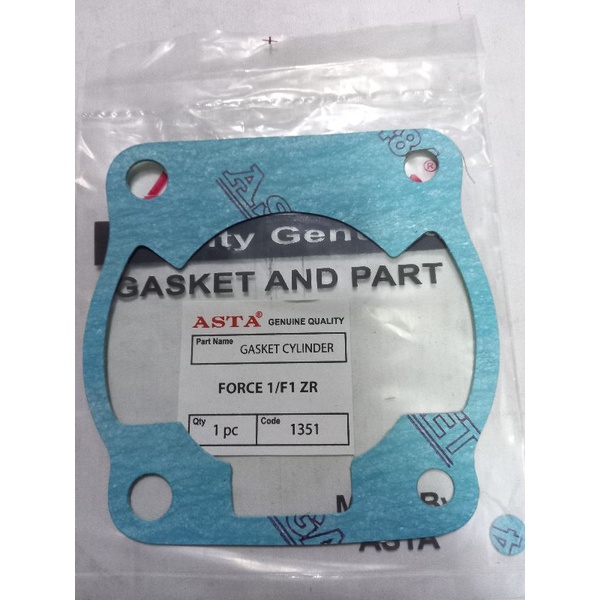 GASKET AND PART
ASTA® GENUINE QUALITY
Part Name
GASKET CYLINDER
FORCE 1/F1 ZR
Qty
1 pc
Code
1351
ASTA
4